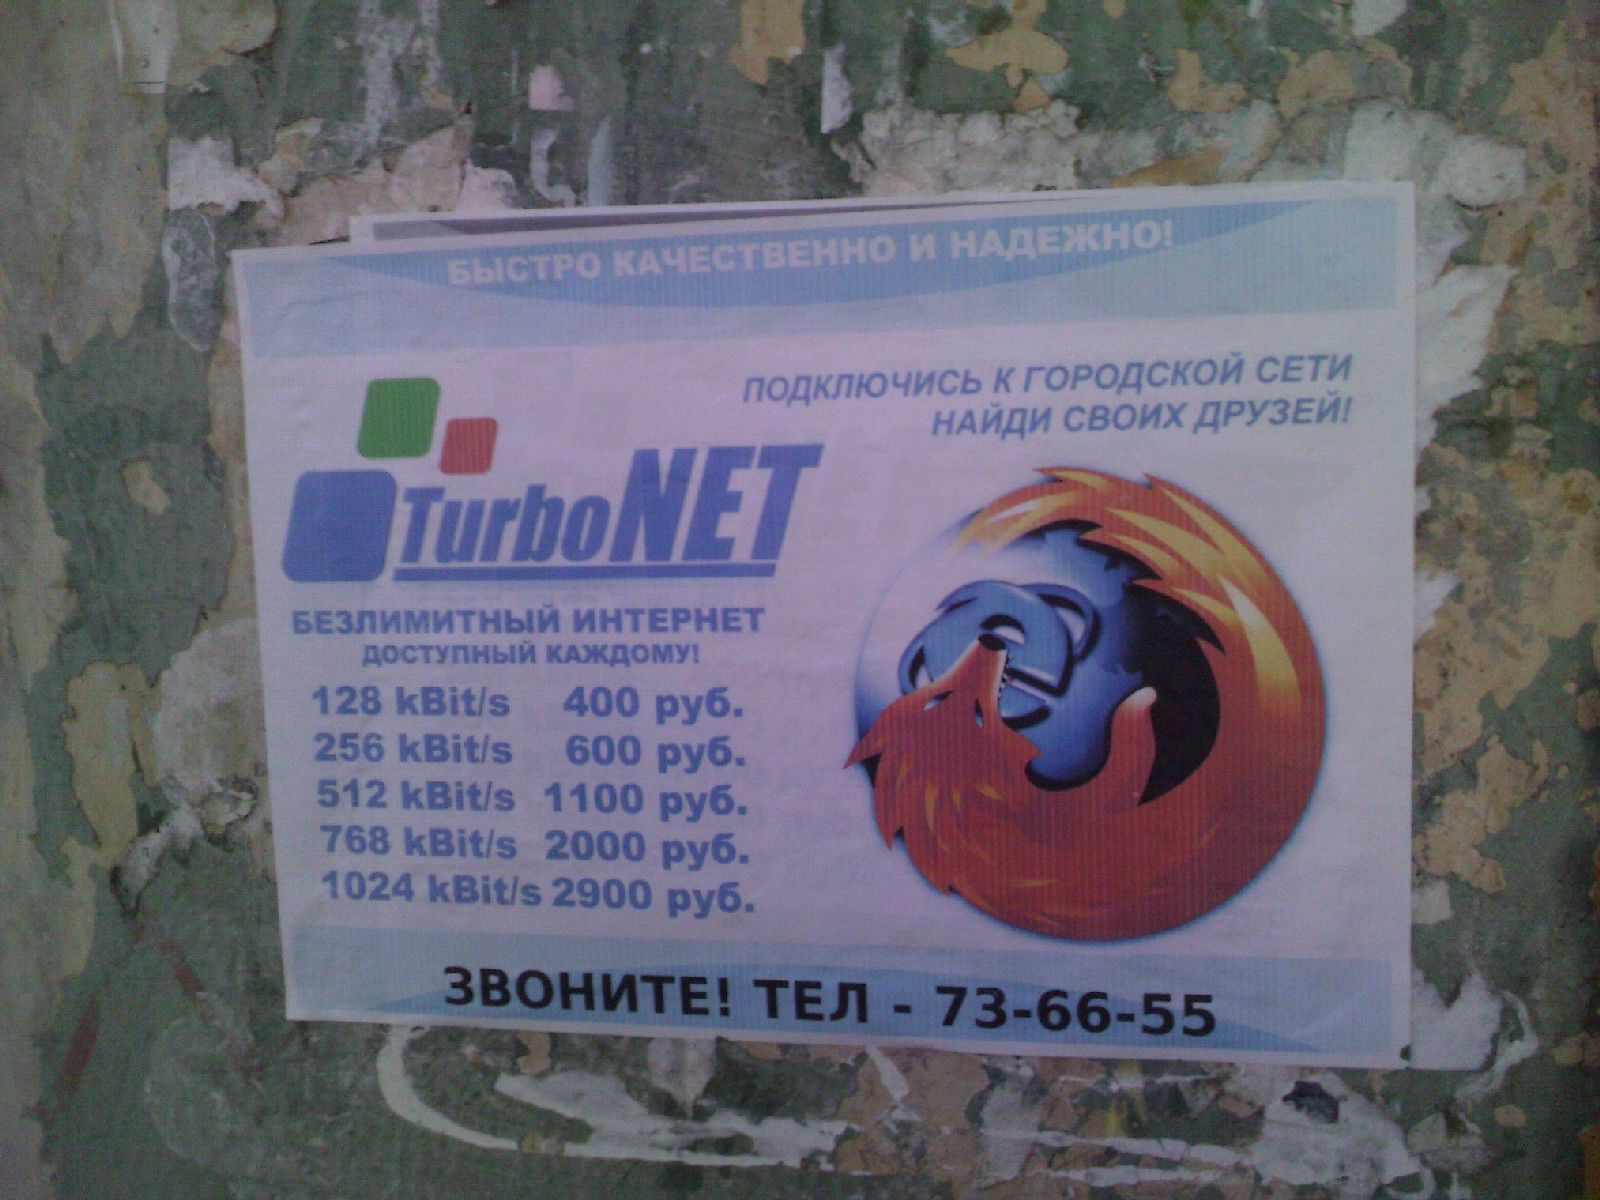 БЫСТРО КАЧЕСТВЕННО И НАДЕЖНО!
ПОДКЛЮЧИСЬ К ГОРОДСКОЙ СЕТИ
НАЙДИ СВОИХ ДРУЗЕЙ!
TurboNET
БЕЗЛИМИТНЫЙ ИНТЕРНЕТ
ДОСТУПНЫЙ КАЖДОМУ!
128 kBit/s 400 руб.
256 kBit/s 600 руб.
512 kBit/s 1100 руб.
768 kBit/s 2000 руб.
1024 kBit/s 2900 руб.
ЗВОНИТЕ! ТЕЛ - 73-66-55